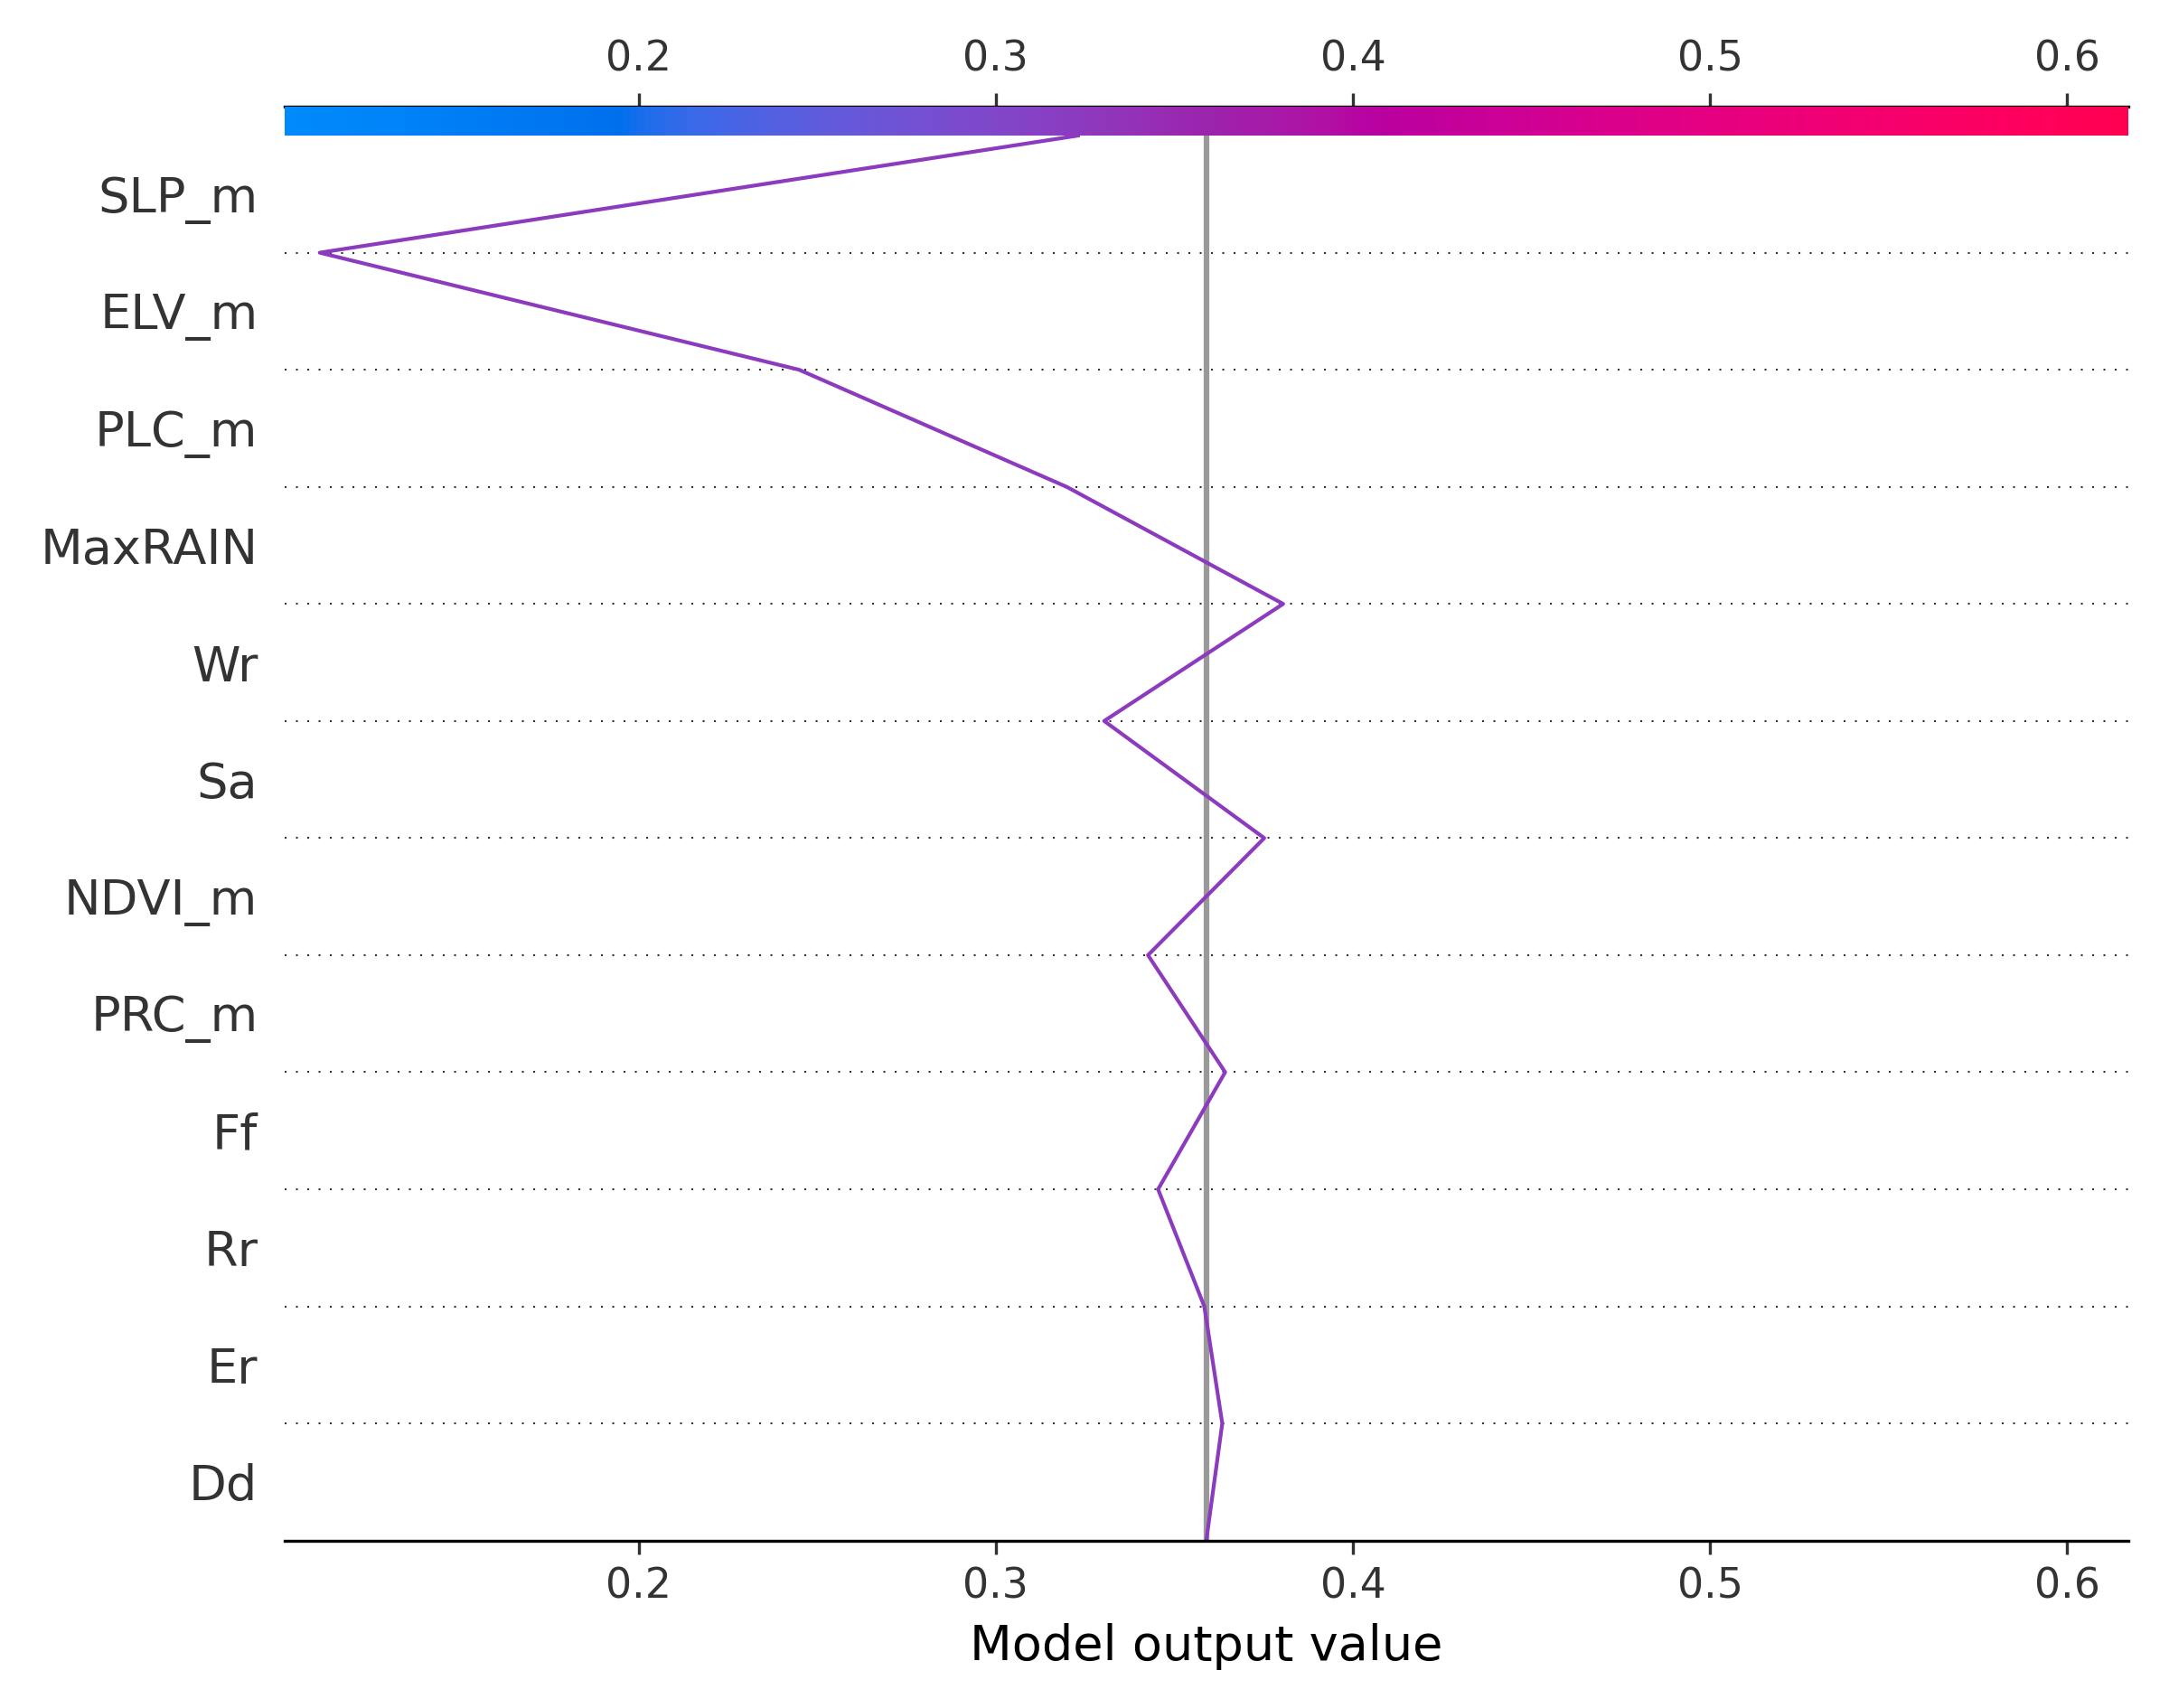 0.2 0.3 0.4 0.5 0.6
SLP_m
ELV_m
PLC_m
MaxRAIN
Wr
Sa
NDVI_m
PRC_m
Ff
Rr
Er
Dd
0.2 0.3 0.4 0.5 0.6
Model output value